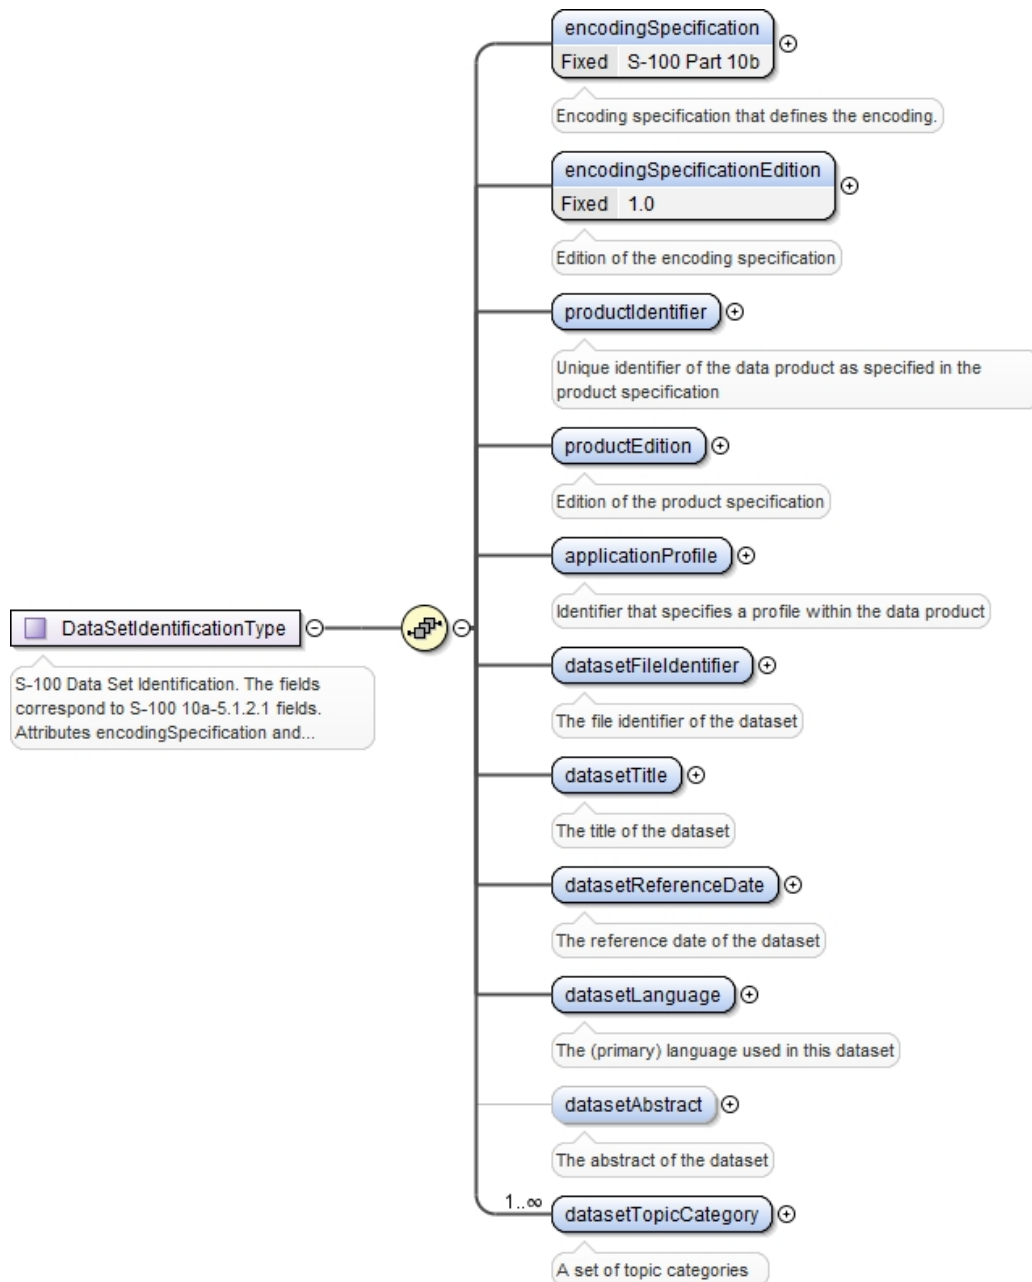 encodingSpecification
Fixed S-100 Part 10b
Encoding specification that defines the encoding.
encodingSpecificationEdition
Fixed 1.0
Edition of the encoding specification
productIdentifier
Unique identifier of the data product as specified in the
product specification
productEdition
Edition of the product specification
applicationProfile
Identifier that specifies a profile within the data product
DataSetIdentificationType
S-100 Data Set Identification. The fields
correspond to S-100 10a-5.1.2.1 fields.
Attributes encodingSpecification and...
datasetFileIdentifier
The file identifier of the dataset
datasetTitle
The title of the dataset
datasetReferenceDate
The reference date of the dataset
datasetLanguage
The (primary) language used in this dataset
datasetAbstract
The abstract of the dataset
1..∞
datasetTopicCategory
A set of topic categories